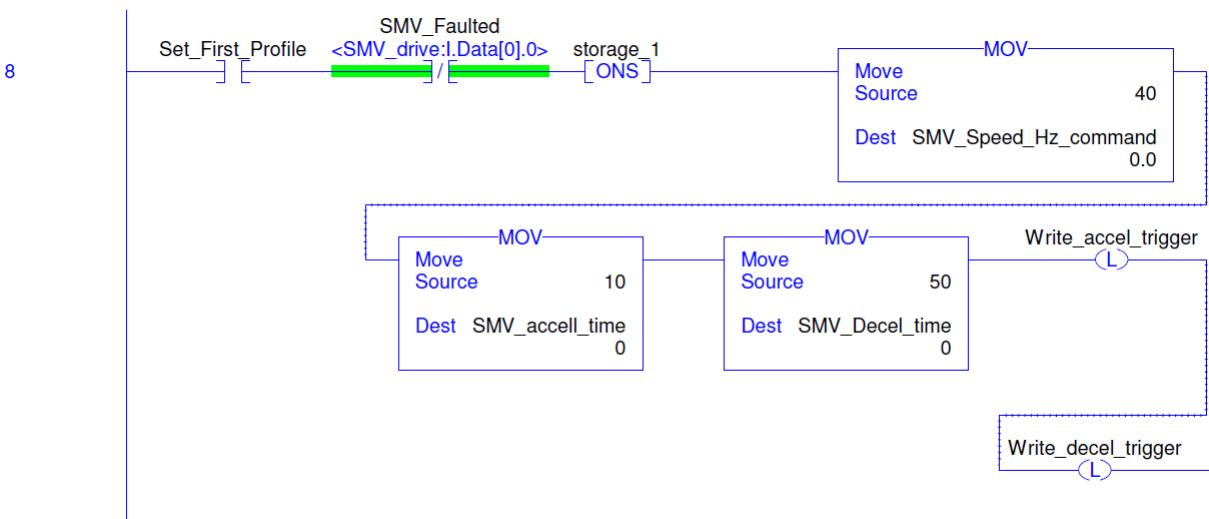 SMV_Faulted
Set_First_Profile <SMV_drive:I.Data[0].0> storage_1
8
/
ONS
MOV
Move
Source 40
Dest SMV_Speed_Hz_command
0.0
MOV
Move
Source 10
Dest SMV_accell_time
0
MOV
Move
Source 50
Dest SMV_Decel_time
0
Write_accel_trigger
L
Write_decel_trigger
L